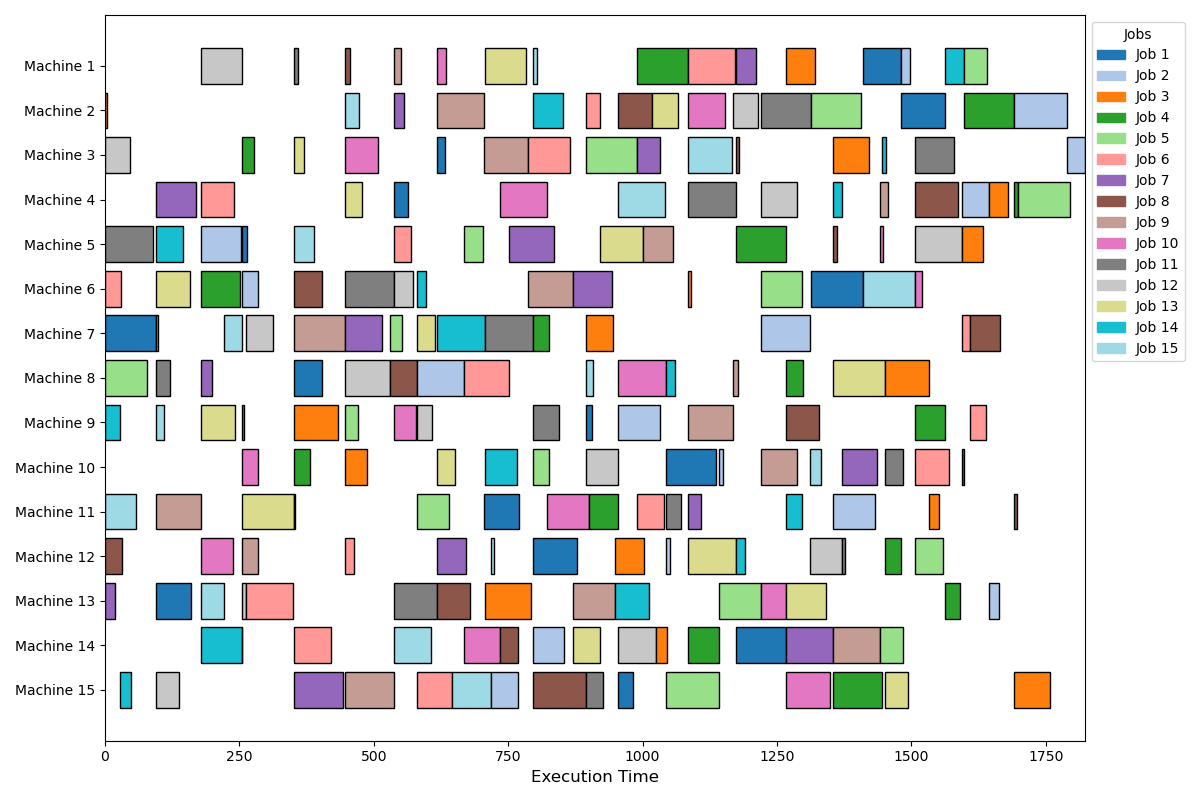 Jobs
Machine 1
Job 1
Job 2
Machine 2
Job 3
Job 4
Job 5
Machine 3
Job 6
Job 7
Machine 4
Job 8
Job 9
Machine 5
Job 10
Job 11
Machine 6
Job 12
Job 13
Machine 7
Job 14
Job 15
Machine 8
Machine 9
Machine 10
Machine 11
Machine 12
Machine 13
Machine 14
Machine 15
0 250 500 750 1000 1250 1500 1750
Execution Time